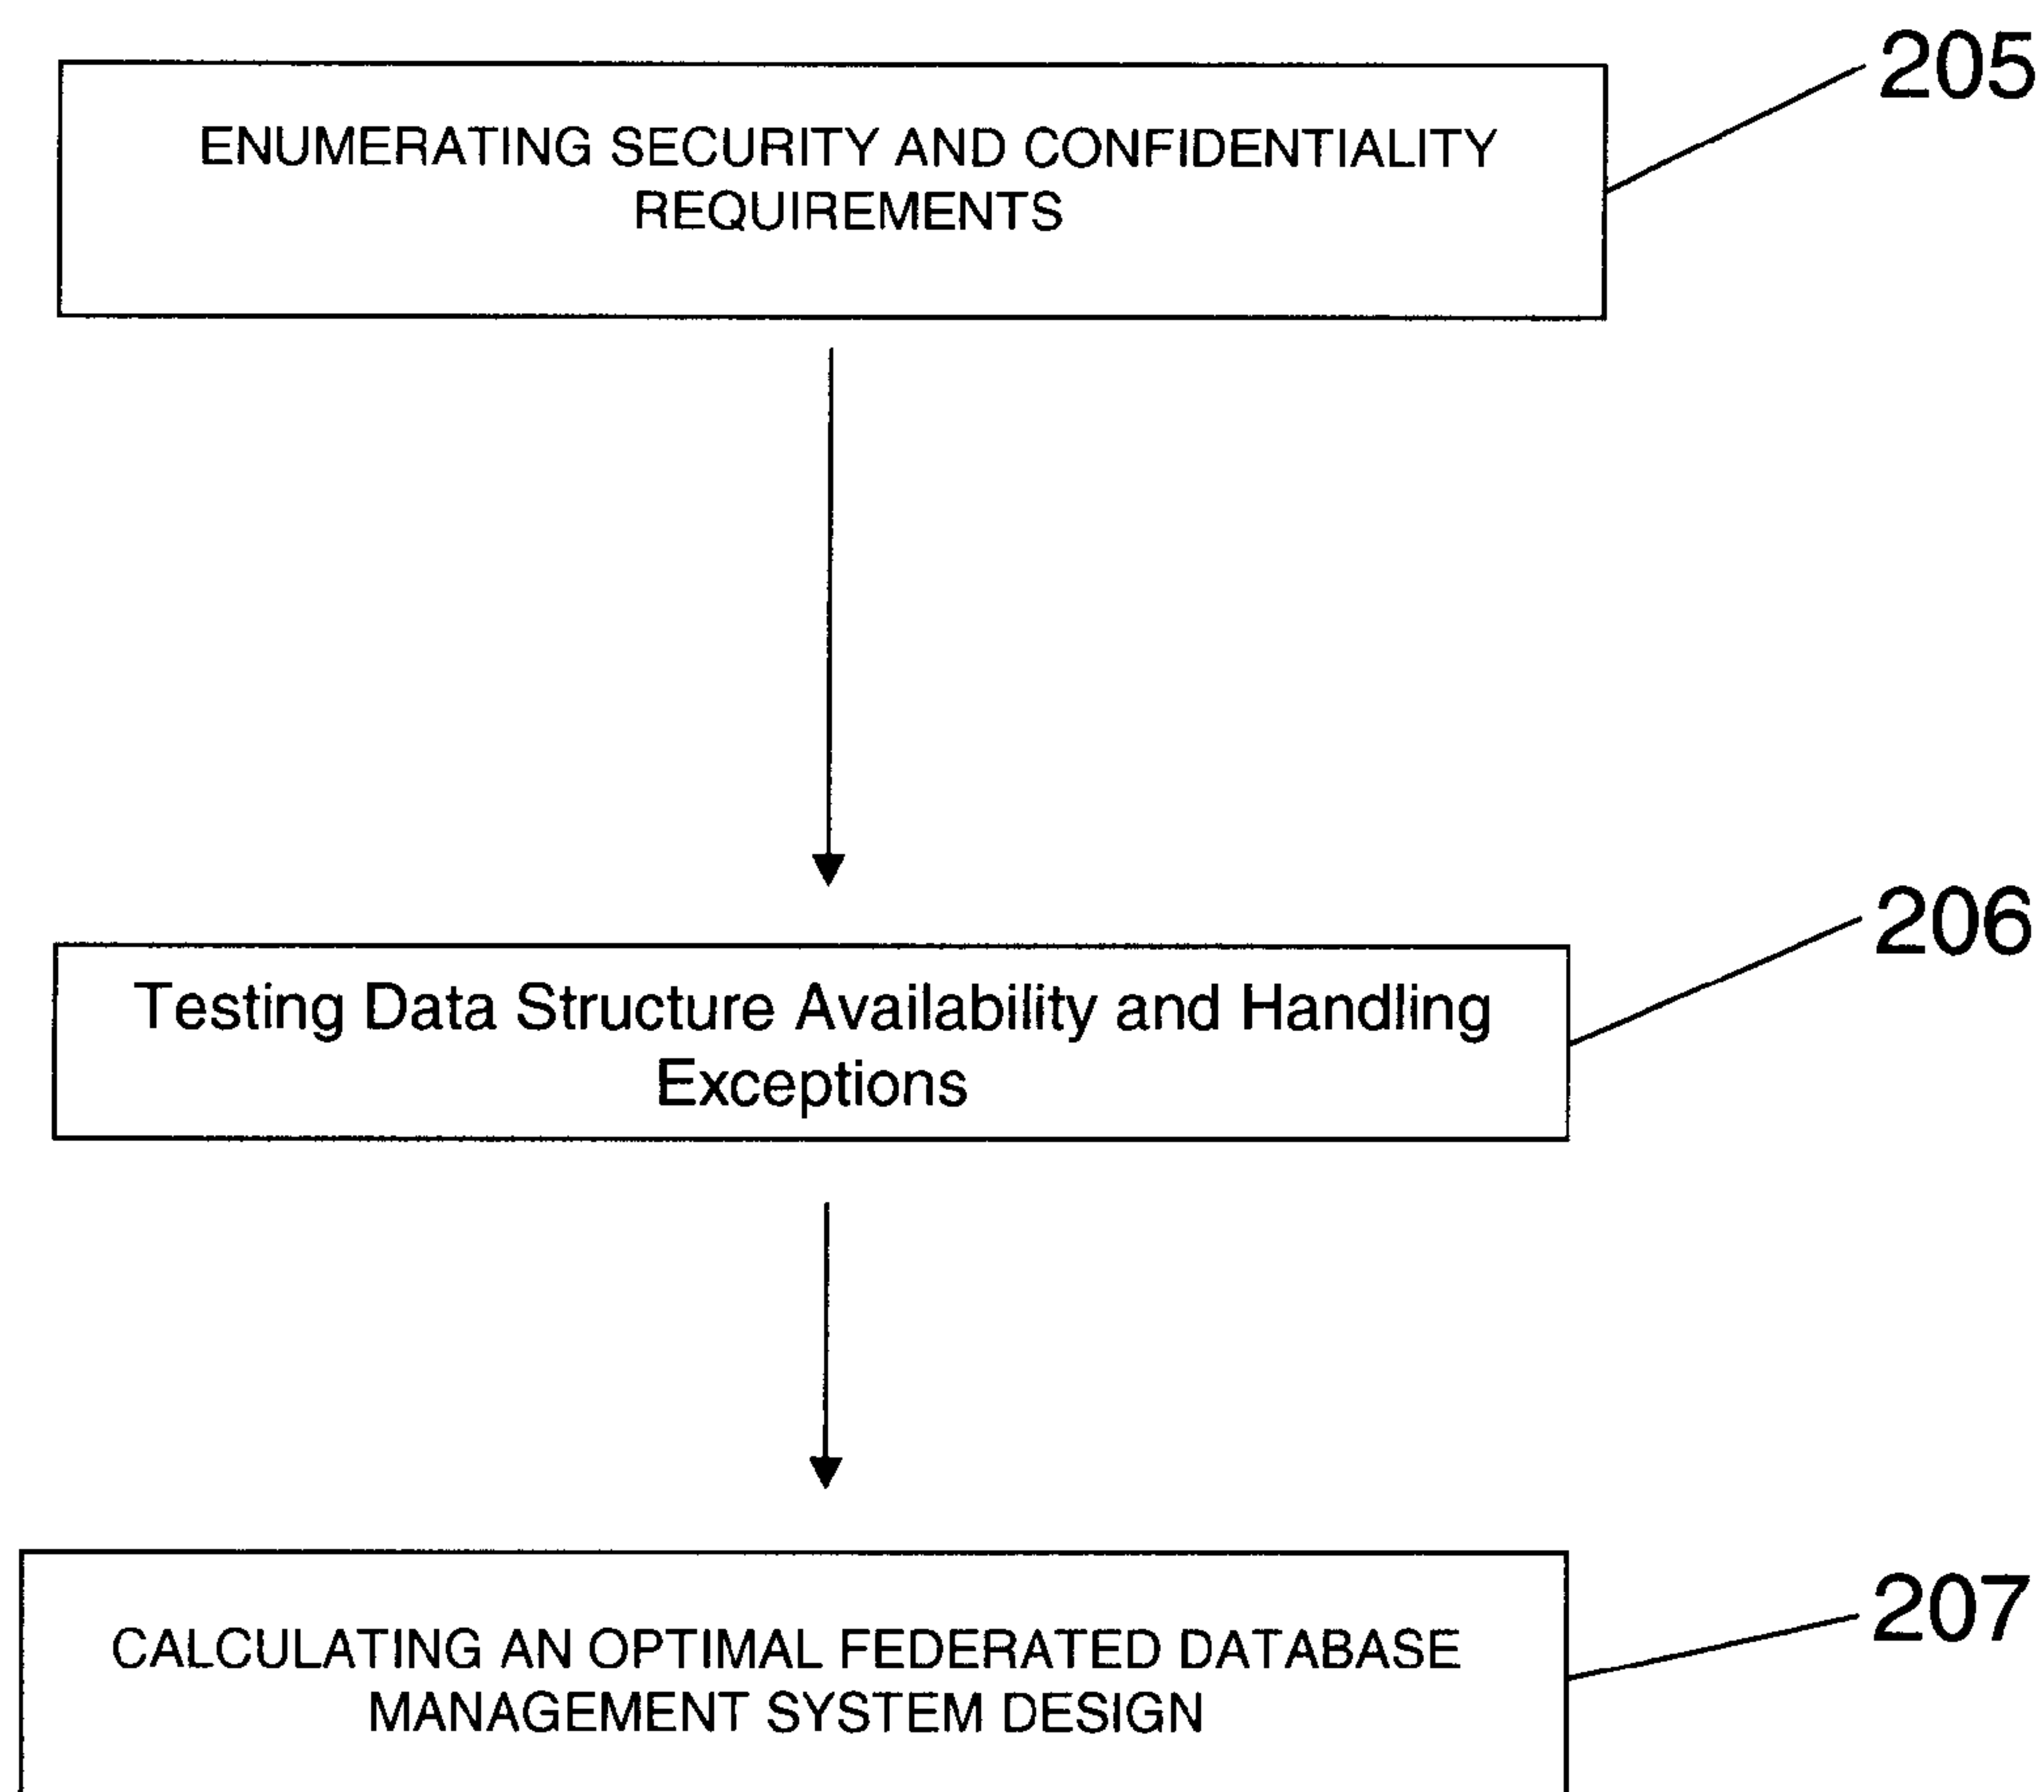 205
ENUMERATING SECURITY AND CONFIDENTIALITY
REQUIREMENTS
206
Testing Data Structure Availability and Handling
Exceptions
207
CALCULATING AN OPTIMAL FEDERATED DATABASE
MANAGEMENT SYSTEM DESIGN